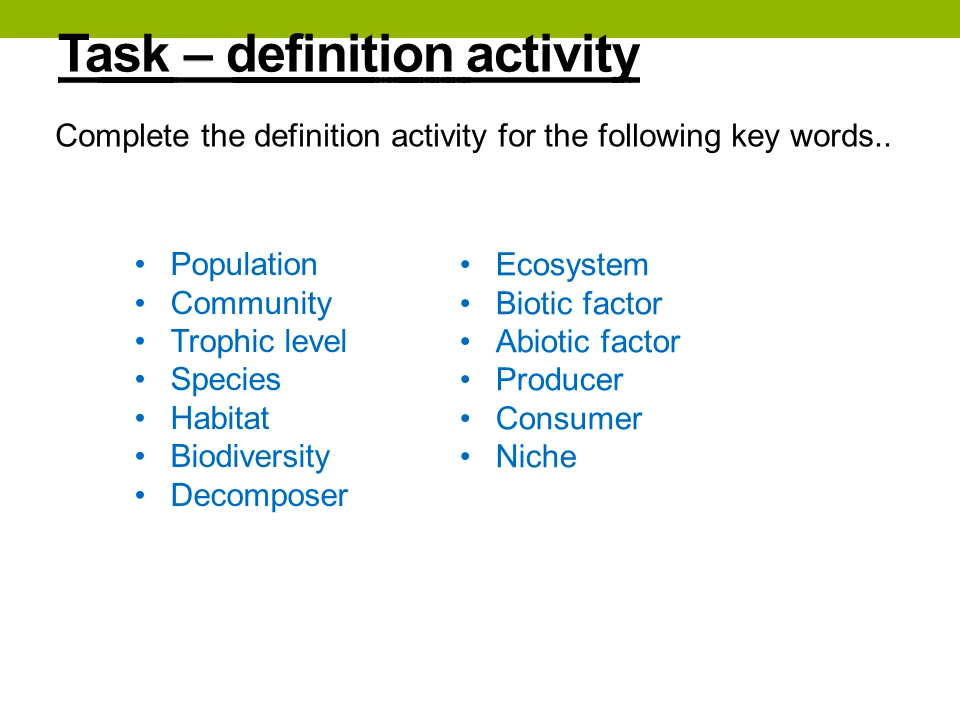 Task – definition activity
Complete the definition activity for the following key words..
• Population
• Community
• Trophic level
• Species
• Habitat
• Biodiversity
• Decomposer
• Ecosystem
• Biotic factor
• Abiotic factor
• Producer
• Consumer
• Niche